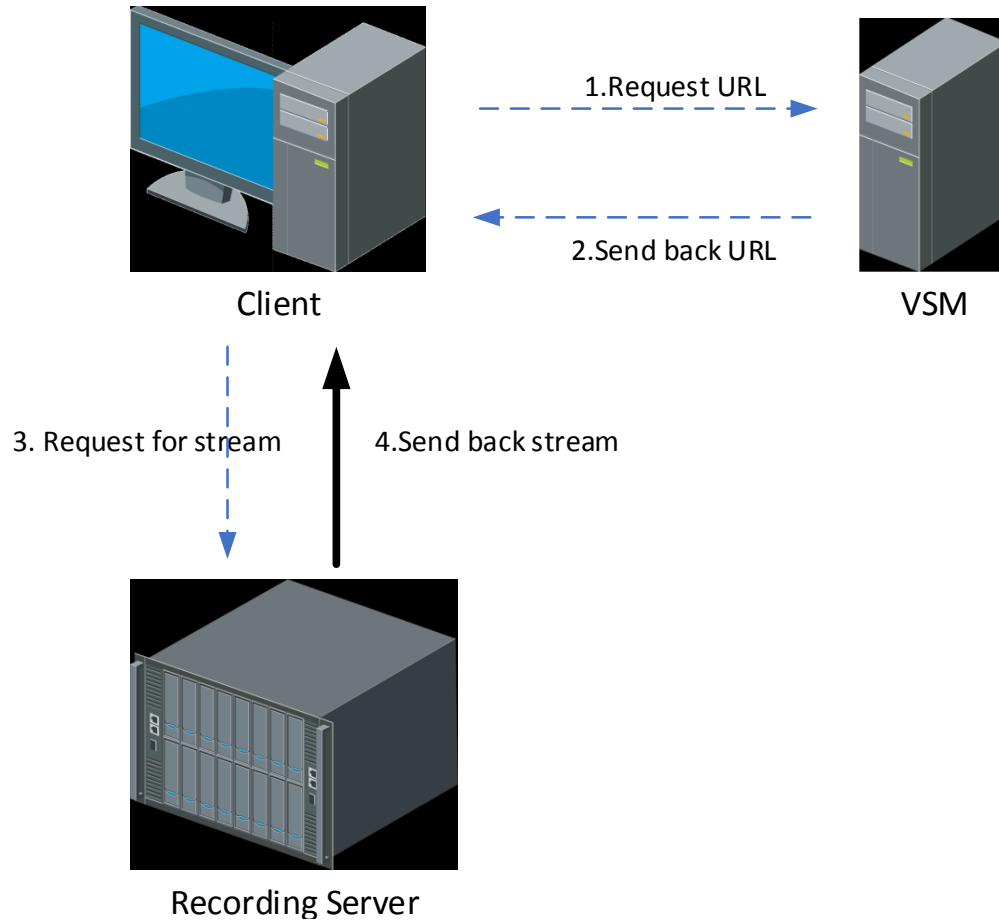 1.Request URL
2.Send back URL
Client
VSM
3. Request for stream
4.Send back stream
Recording Server